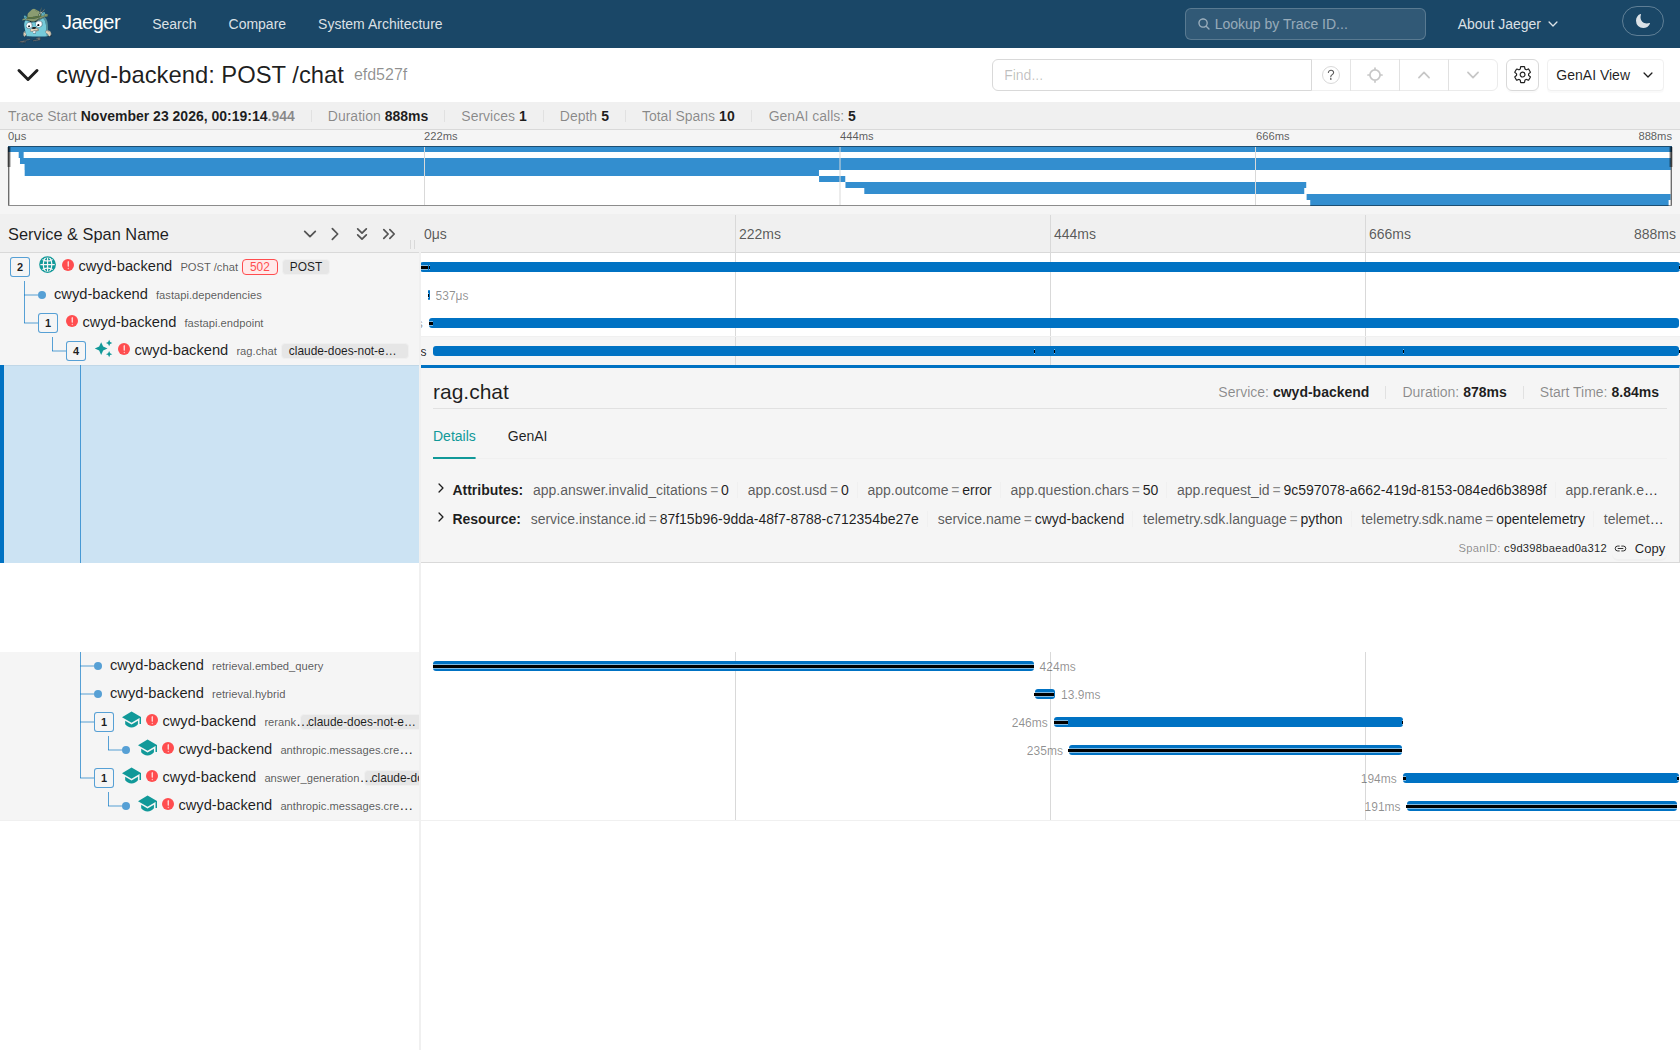 Jaeger Search Compare System Architecture Lookup by Trace ID... About Jaeger
cwyd-backend: POST /chat efd527f Find... ? GenAI View
Trace Start November 23 2026, 00:19:14.944 Duration 888ms Services 1 Depth 5 Total Spans 10 GenAI calls: 5
0μs 222ms 444ms 666ms 888ms
Service & Span Name 0μs 222ms 444ms 666ms 888ms
2 cwyd-backend POST /chat 502 POST
cwyd-backend fastapi.dependencies 537μs
1 cwyd-backend fastapi.endpoint
4 cwyd-backend rag.chat claude-does-not-e... s
rag.chat Service: cwyd-backend Duration: 878ms Start Time: 8.84ms
Details GenAI
Attributes: app.answer.invalid_citations = 0 app.cost.usd = 0 app.outcome = error app.question.chars = 50 app.request_id = 9c597078-a662-419d-8153-084ed6b3898f app.rerank.e...
Resource: service.instance.id = 87f15b96-9dda-48f7-8788-c712354be27e service.name = cwyd-backend telemetry.sdk.language = python telemetry.sdk.name = opentelemetry telemet...
SpanID: c9d398baead0a312 Copy
cwyd-backend retrieval.embed_query 424ms
cwyd-backend retrieval.hybrid 13.9ms
1 cwyd-backend rerank... claude-does-not-e... 246ms
cwyd-backend anthropic.messages.cre... 235ms
1 cwyd-backend answer_generation... claude-d 194ms
cwyd-backend anthropic.messages.cre... 191ms